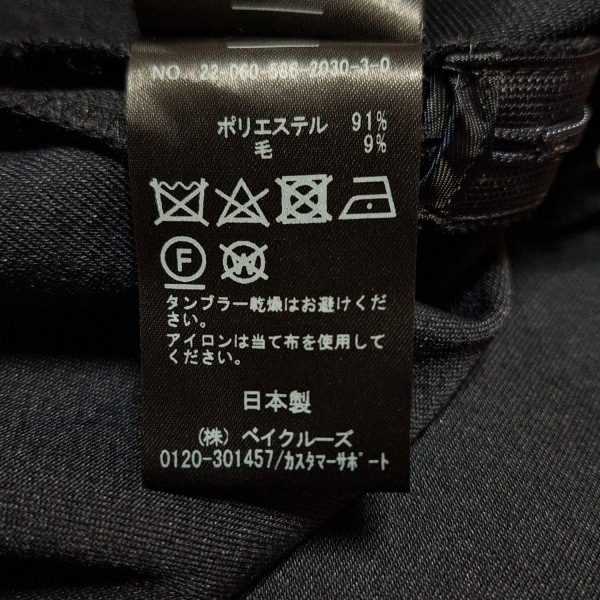 NO. 22-060-566-2030-3-0
ポリエステル 91%
毛 9%
F W
タンブラー乾燥はお避けくだ
さい。
アイロンは当て布を使用して
ください。
日本製
(株) ベイクルーズ
0120-301457/カスタマーサポート